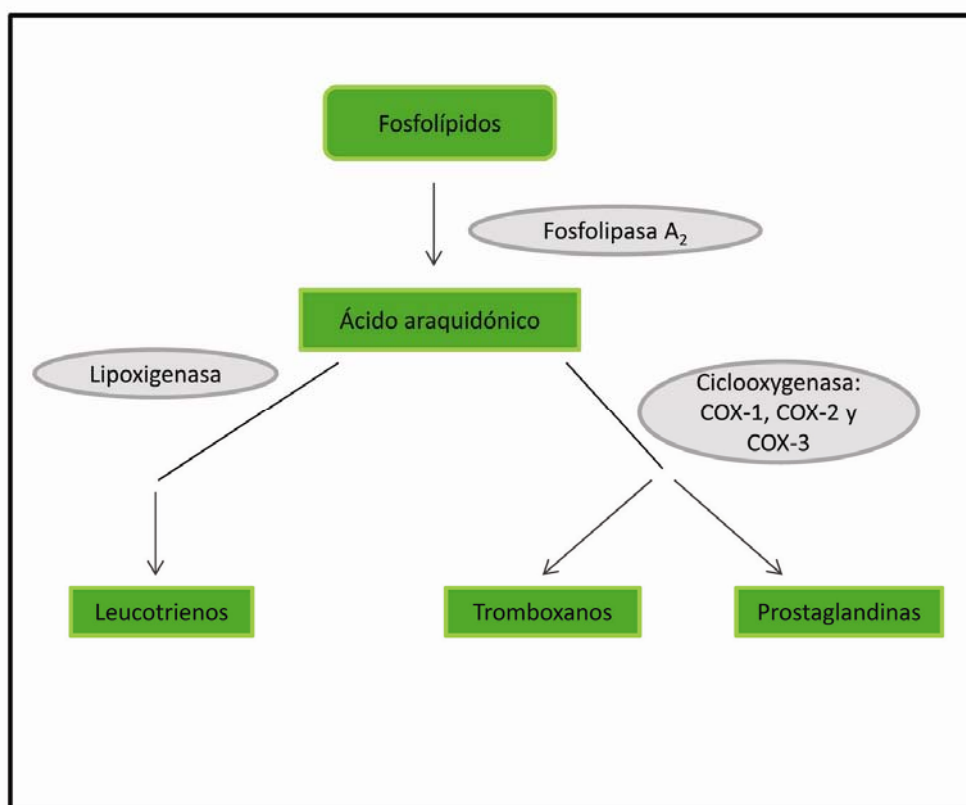 Fosfolípidos
Fosfolipasa A₂
Ácido araquidónico
Lipoxigenasa
Ciclooxygenasa:
COX-1, COX-2 y
COX-3
Leucotrienos
Tromboxanos
Prostaglandinas